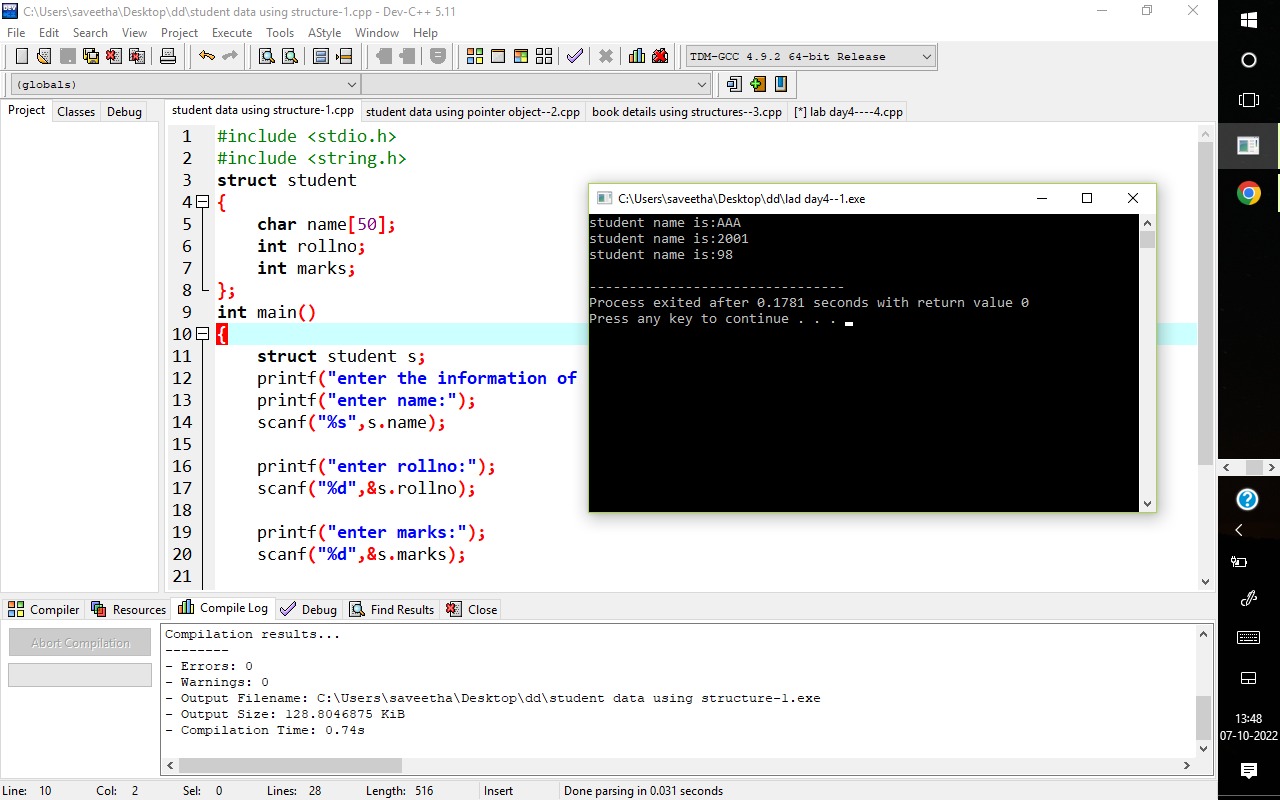 C:\Users\saveetha\Desktop\dd\student data using structure-1.cpp - Dev-C++ 5.11
File Edit Search View Project Execute Tools AStyle Window Help
TDM-GCC 4.9.2 64-bit Release
(globals)
Project Classes Debug
student data using structure-1.cpp student data using pointer object--2.cpp book details using structures--3.cpp [*] lab day4----4.cpp
1 #include <stdio.h>
2 #include <string.h>
3 struct student
4 {
5 char name[50];
6 int rollno;
7 int marks;
8 };
9 int main()
10 {
11 struct student s;
12 printf("enter the information of
13 printf("enter name:");
14 scanf("%s",s.name);
15
16 printf("enter rollno:");
17 scanf("%d",&s.rollno);
18
19 printf("enter marks:");
20 scanf("%d",&s.marks);
21
C:\Users\saveetha\Desktop\dd\lad day4--1.exe
student name is:AAA
student name is:2001
student name is:98
--------------------------------
Process exited after 0.1781 seconds with return value 0
Press any key to continue . . .
Compiler Resources Compile Log Debug Find Results Close
Abort Compilation
Compilation results...
--------
- Errors: 0
- Warnings: 0
- Output Filename: C:\Users\saveetha\Desktop\dd\student data using structure-1.exe
- Output Size: 128.8046875 KiB
- Compilation Time: 0.74s
Line: 10 Col: 2 Sel: 0 Lines: 28 Length: 516 Insert Done parsing in 0.031 seconds
13:48
07-10-2022